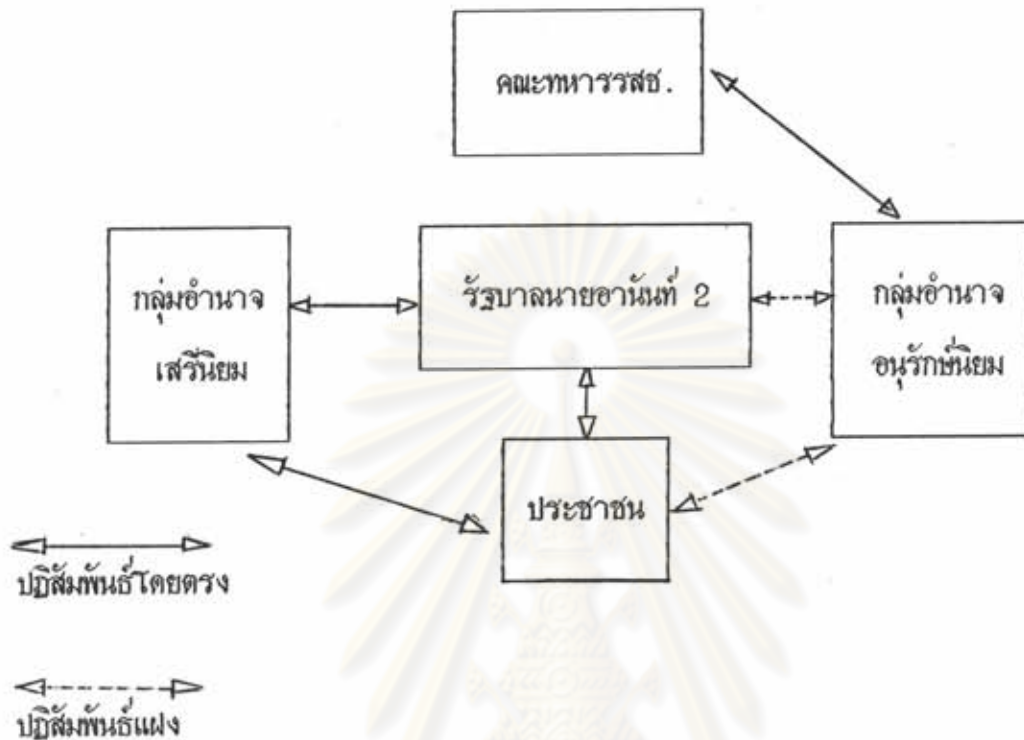 คณะทหารรสช.
กลุ่มอำนาจ
เสรีนิยม
รัฐบาลนายอานันท์ 2
กลุ่มอำนาจ
อนุรักษ์นิยม
ประชาชน
ปฏิสัมพันธ์โดยตรง
ปฏิสัมพันธ์แฝง